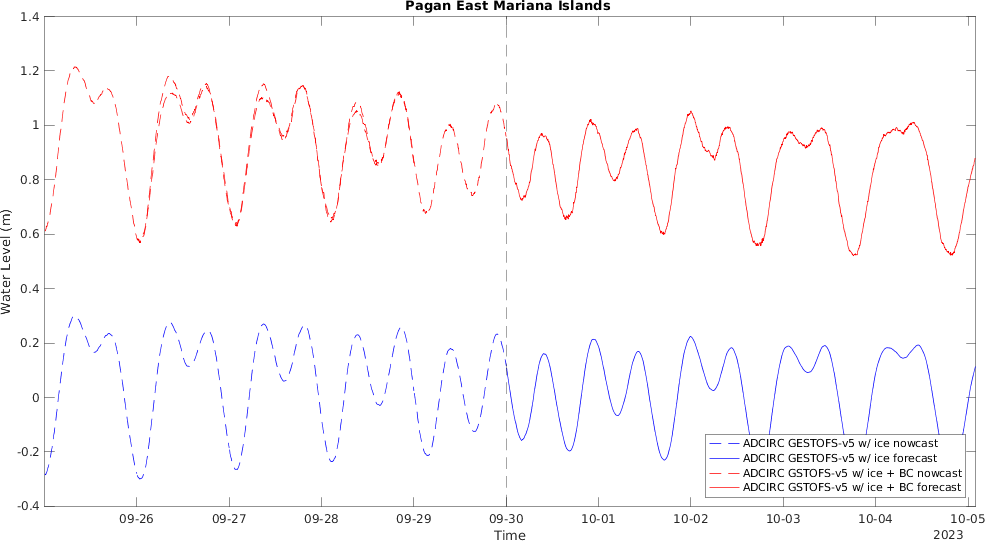 Pagan East Mariana Islands
1.4
1.2
1
0.8
0.6
0.4
0.2
0
-0.2
-0.4
Water Level (m)
ADCIRC GESTOFS-v5 w/ ice nowcast
ADCIRC GESTOFS-v5 w/ ice forecast
ADCIRC GSTOFS-v5 w/ ice + BC nowcast
ADCIRC GSTOFS-v5 w/ ice + BC forecast
09-26 09-27 09-28 09-29 09-30 10-01 10-02 10-03 10-04 10-05
Time
2023